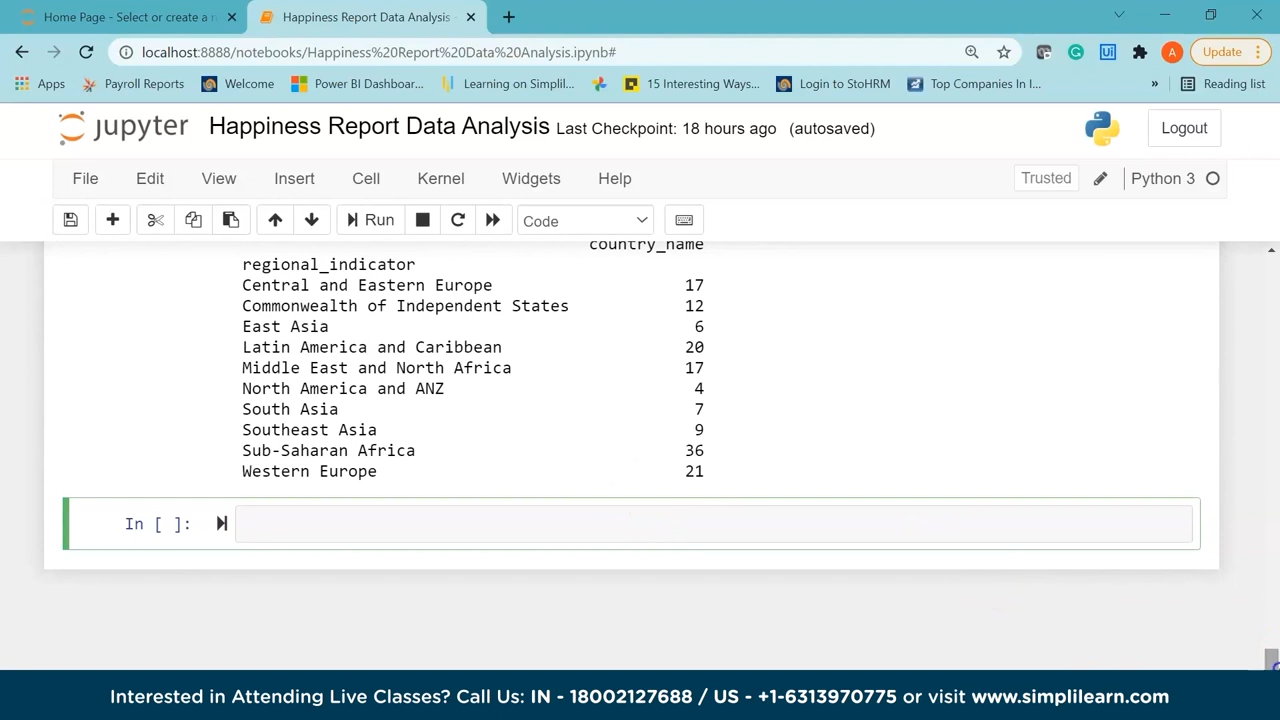 Home Page - Select or create a n
Happiness Report Data Analysis -
localhost:8888/notebooks/Happiness%20Report%20Data%20Analysis.ipynb#
A
Update
Apps
Payroll Reports
Welcome
Power BI Dashboar...
Learning on Simplil...
15 Interesting Ways...
Login to StoHRM
Top Companies In I...
»
Reading list
jupyter
Happiness Report Data Analysis Last Checkpoint: 18 hours ago (autosaved)
Logout
File Edit View Insert Cell Kernel Widgets Help
Trusted
Python 3
Run
Code
country_name
regional_indicator
Central and Eastern Europe 17
Commonwealth of Independent States 12
East Asia 6
Latin America and Caribbean 20
Middle East and North Africa 17
North America and ANZ 4
South Asia 7
Southeast Asia 9
Sub-Saharan Africa 36
Western Europe 21
In [ ]:
Interested in Attending Live Classes? Call Us: IN - 18002127688 / US - +1-6313970775 or visit www.simplilearn.com